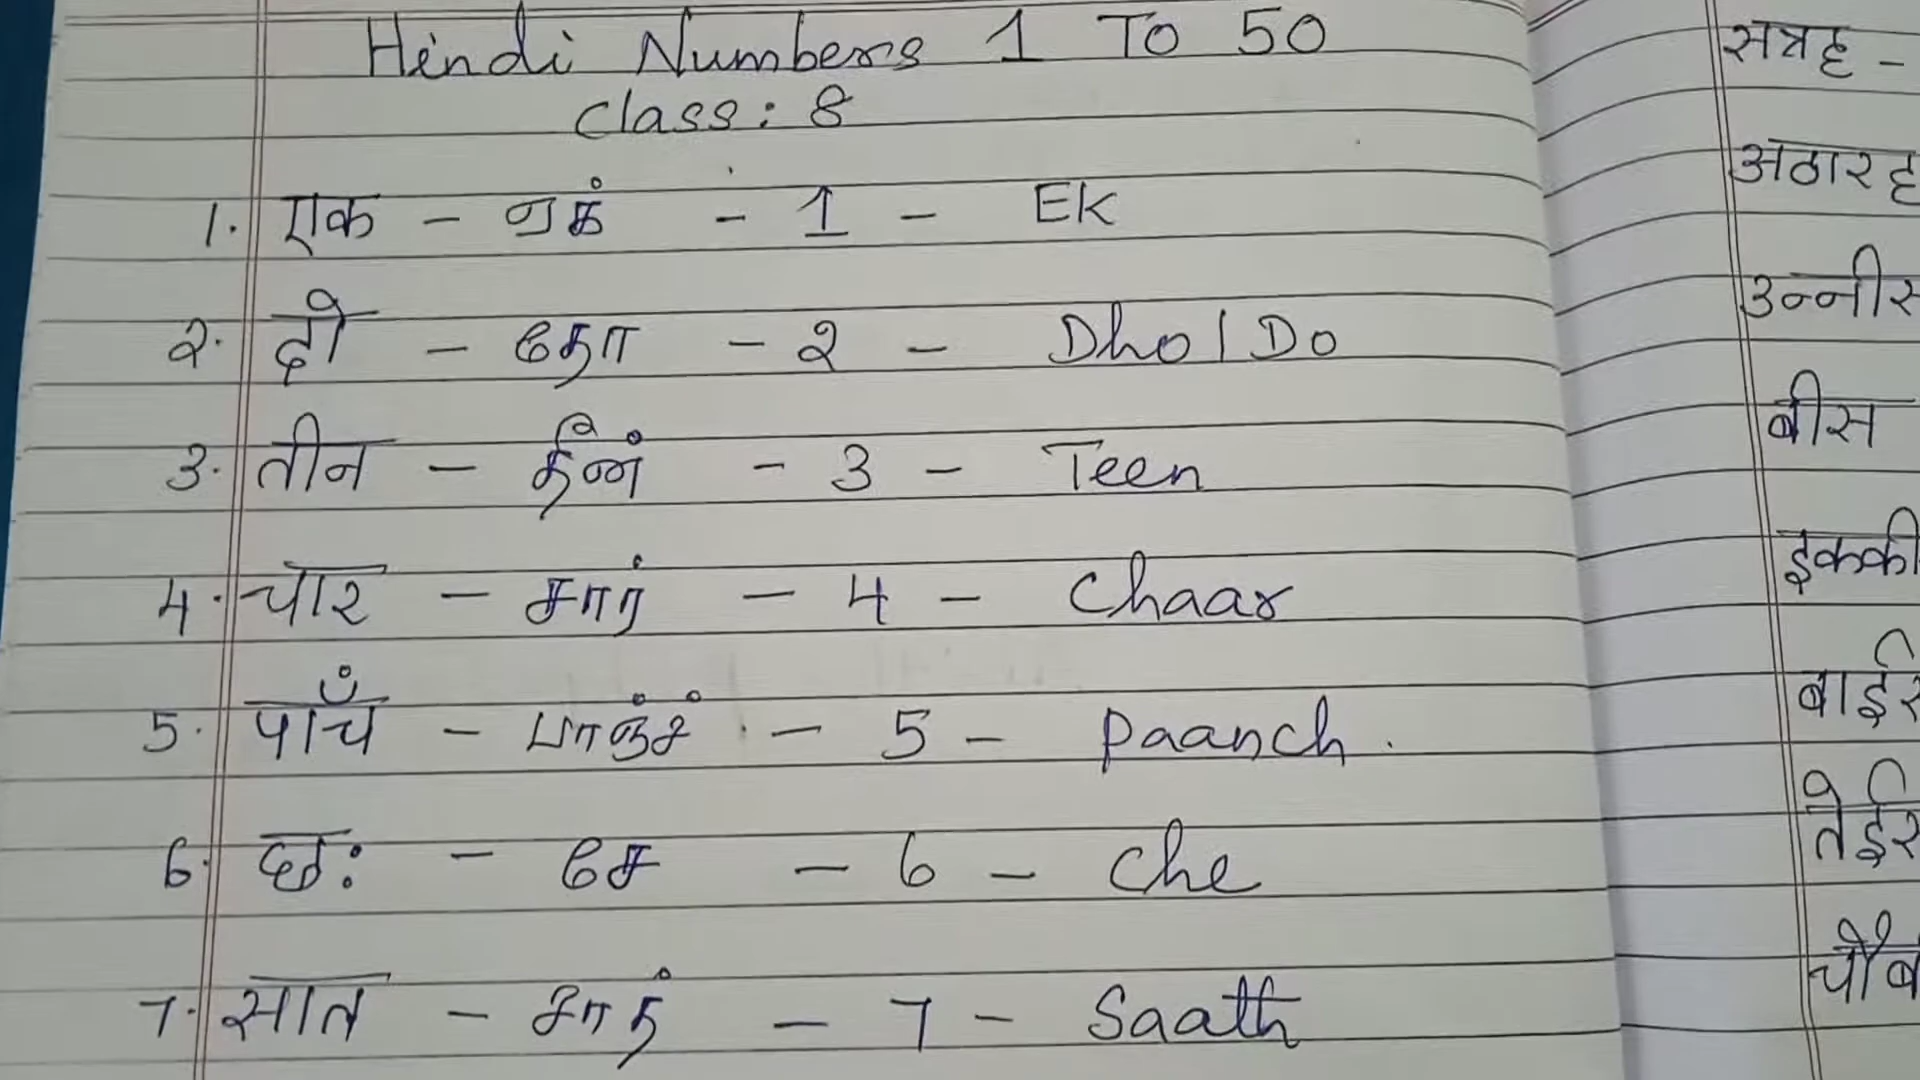 Hindi Numbers 1 To 50
Class: 8
1. एक - ஏக் - 1 - Ek
2. दो - தோ - 2 - Dho / Do
3. तीन - தீன் - 3 - Teen
4. चार - சார் - 4 - Chaar
5. पाँच - பாஞ்ச் - 5 - Paanch.
6. छः - சே - 6 - Che
7. सात - சாத் - 7 - Saath
सत्रह -
अठारह
उन्नीस
बीस